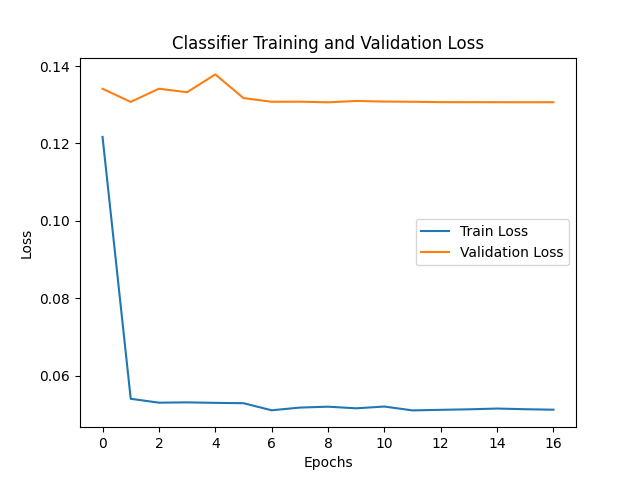 Classifier Training and Validation Loss
0.14
0.12
0.10
0.08
0.06
Loss
Train Loss
Validation Loss
0 2 4 6 8 10 12 14 16
Epochs